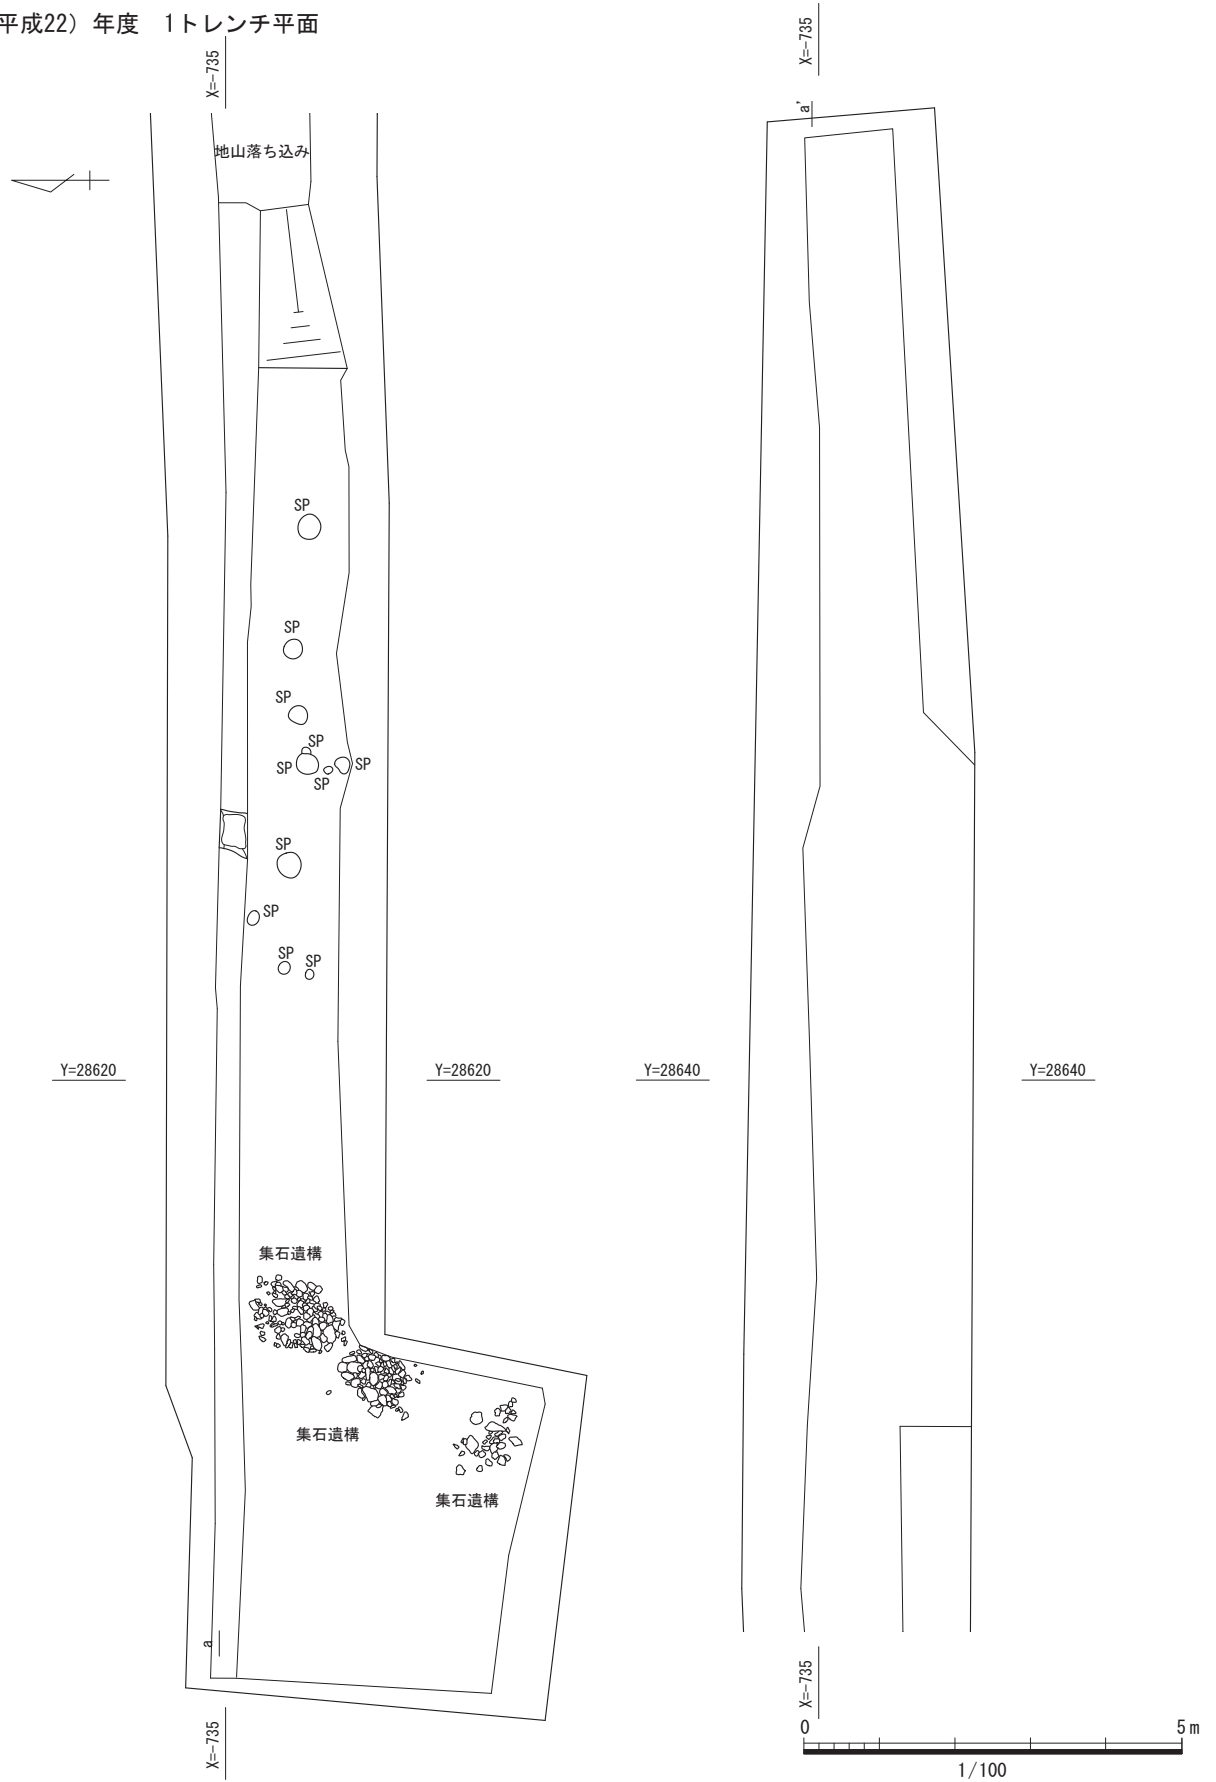 平成22）年度　1トレンチ平面
X=-735
X=-735
a'
地山落ち込み
SP
SP
SP
SP
SP
SP
SP
SP
SP
SP
SP
Y=28620
Y=28620
Y=28640
Y=28640
集石遺構
集石遺構
集石遺構
a
X=-735
X=-735
0 5m
1/100